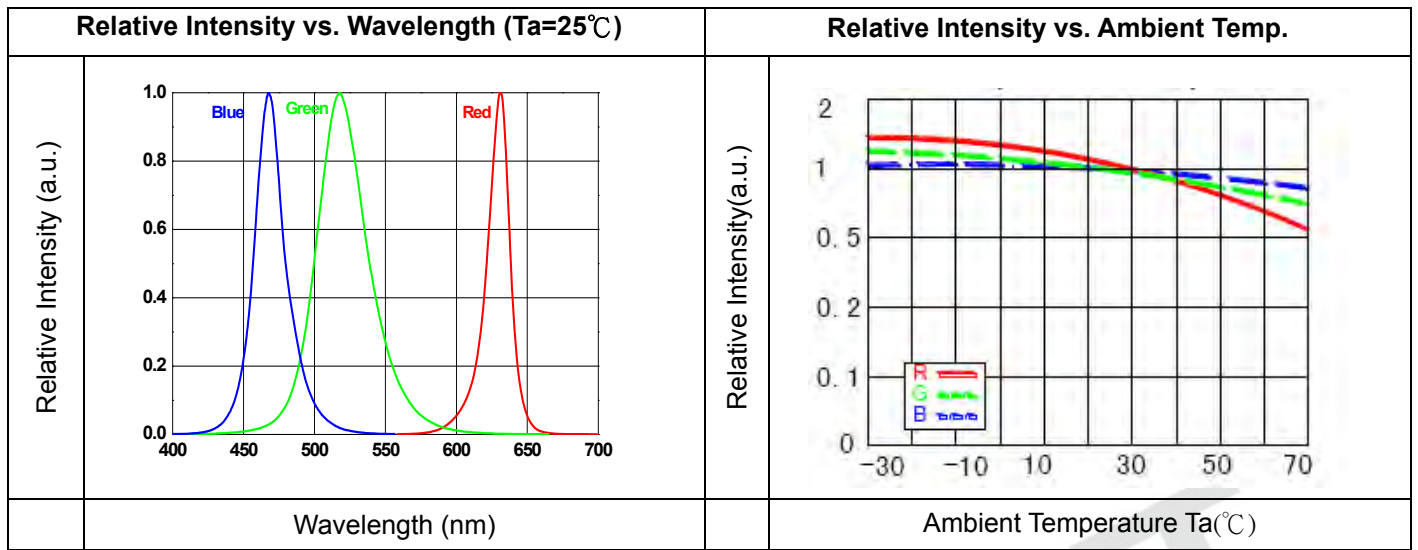 Relative Intensity vs. Wavelength (Ta=25℃)
Relative Intensity (a.u.)
1.0
0.8
0.6
0.4
0.2
0.0
Blue
Green
Red
400 450 500 550 600 650 700
Wavelength (nm)
Relative Intensity vs. Ambient Temp.
Relative Intensity(a.u.)
2
1
0.5
0.2
0.1
0
R
G
B
-30 -10 10 30 50 70
Ambient Temperature Ta(℃)